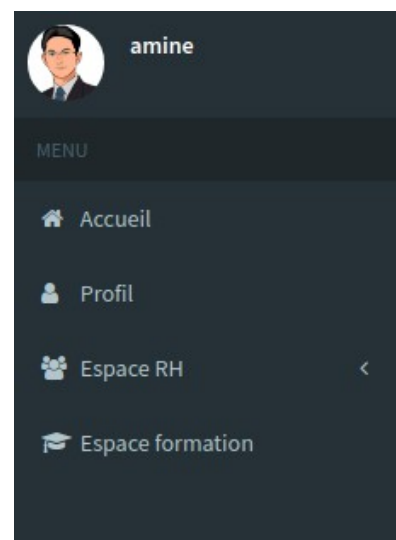 amine
MENU
Accueil
Profil
Espace RH
Espace formation